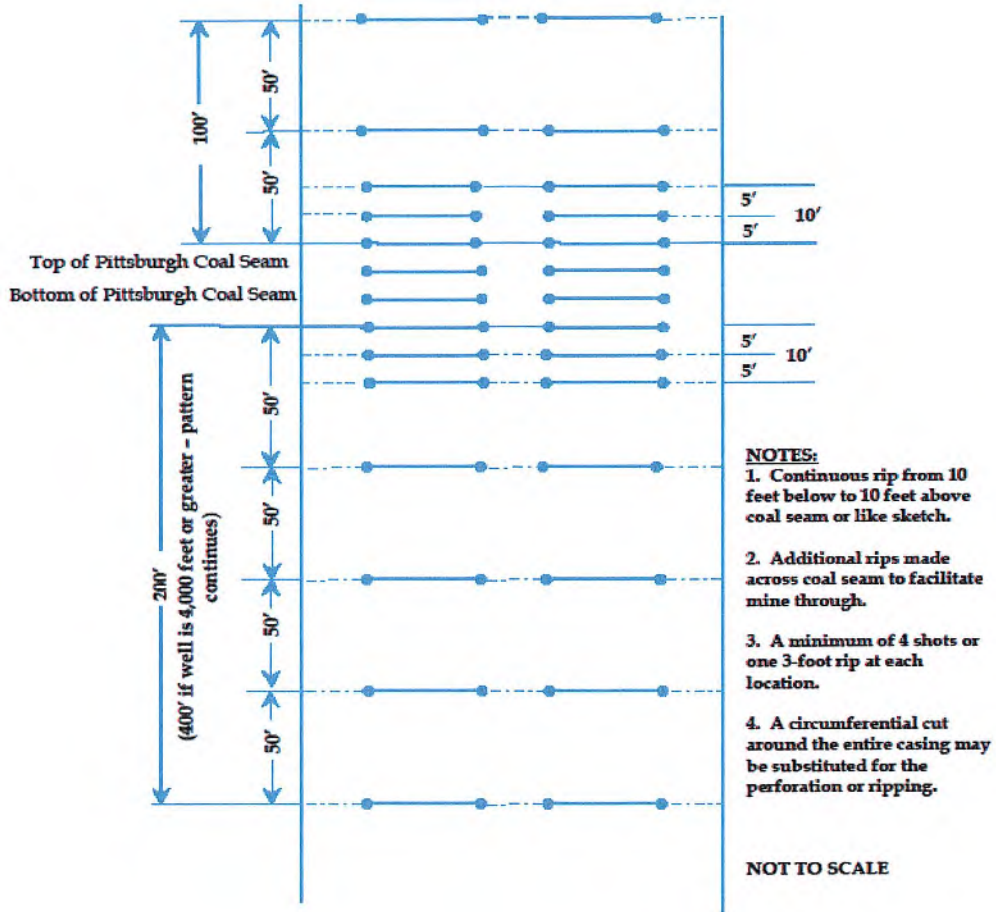 100'
50'
50'
5'
10'
5'
Top of Pittsburgh Coal Seam
Bottom of Pittsburgh Coal Seam
5'
10'
5'
200'
(400' if well is 4,000 feet or greater – pattern
continues)
50'
50'
50'
50'
NOTES:
1. Continuous rip from 10
feet below to 10 feet above
coal seam or like sketch.
2. Additional rips made
across coal seam to facilitate
mine through.
3. A minimum of 4 shots or
one 3-foot rip at each
location.
4. A circumferential cut
around the entire casing may
be substituted for the
perforation or ripping.
NOT TO SCALE